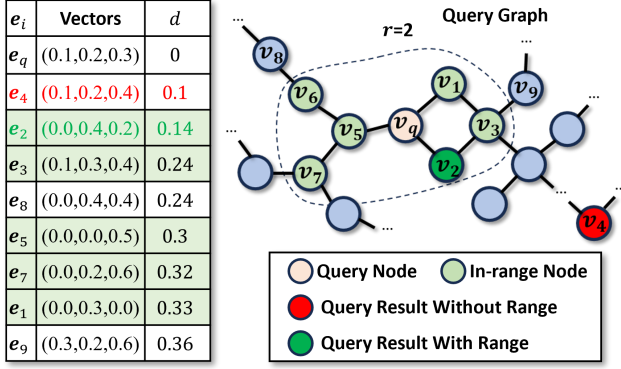 e_i Vectors d
e_q (0.1,0.2,0.3) 0
e_4 (0.1,0.2,0.4) 0.1
e_2 (0.0,0.4,0.2) 0.14
e_3 (0.1,0.3,0.4) 0.24
e_8 (0.0,0.4,0.4) 0.24
e_5 (0.0,0.0,0.5) 0.3
e_7 (0.0,0.2,0.6) 0.32
e_1 (0.0,0.3,0.0) 0.33
e_9 (0.3,0.2,0.6) 0.36
Query Graph
r=2
...
...
v_8
v_1
v_9
v_6
...
...
v_5
v_q
v_3
v_2
v_7
...
...
...
v_4
Query Node
In-range Node
Query Result Without Range
Query Result With Range